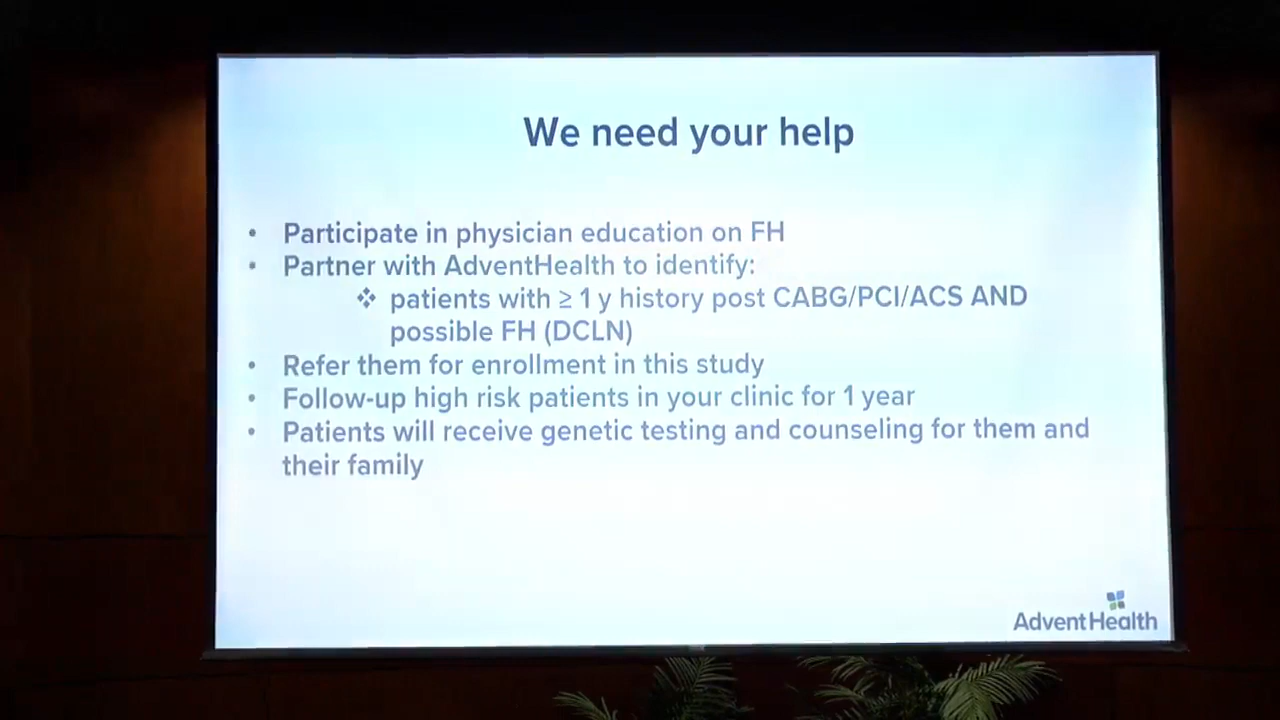 We need your help
• Participate in physician education on FH
• Partner with AdventHealth to identify:
❖ patients with ≥ 1 y history post CABG/PCI/ACS AND
possible FH (DCLN)
• Refer them for enrollment in this study
• Follow-up high risk patients in your clinic for 1 year
• Patients will receive genetic testing and counseling for them and
their family
AdventHealth